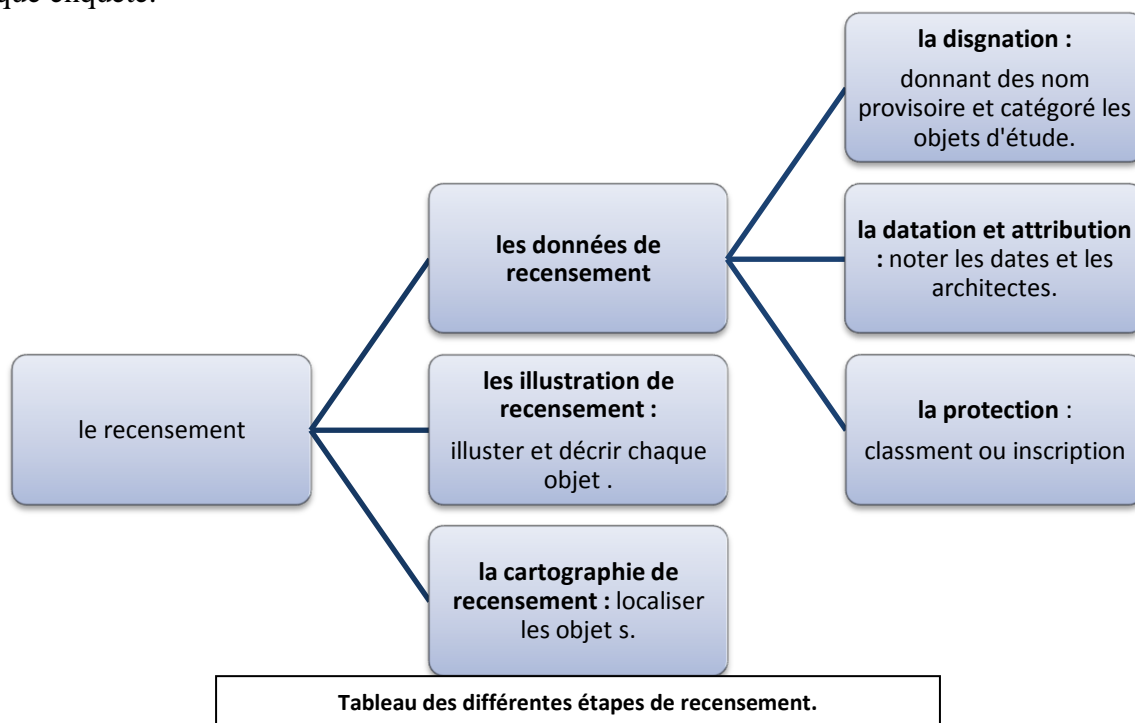 que enquête.
la disgnation :
donnant des nom
provisoire et catégoré les
objets d'étude.
les données de
recensement
la datation et attribution
: noter les dates et les
architectes.
le recensement
les illustration de
recensement :
illuster et décrir chaque
objet .
la protection :
classment ou inscription
la cartographie de
recensement : localiser
les objet s.
Tableau des différentes étapes de recensement.